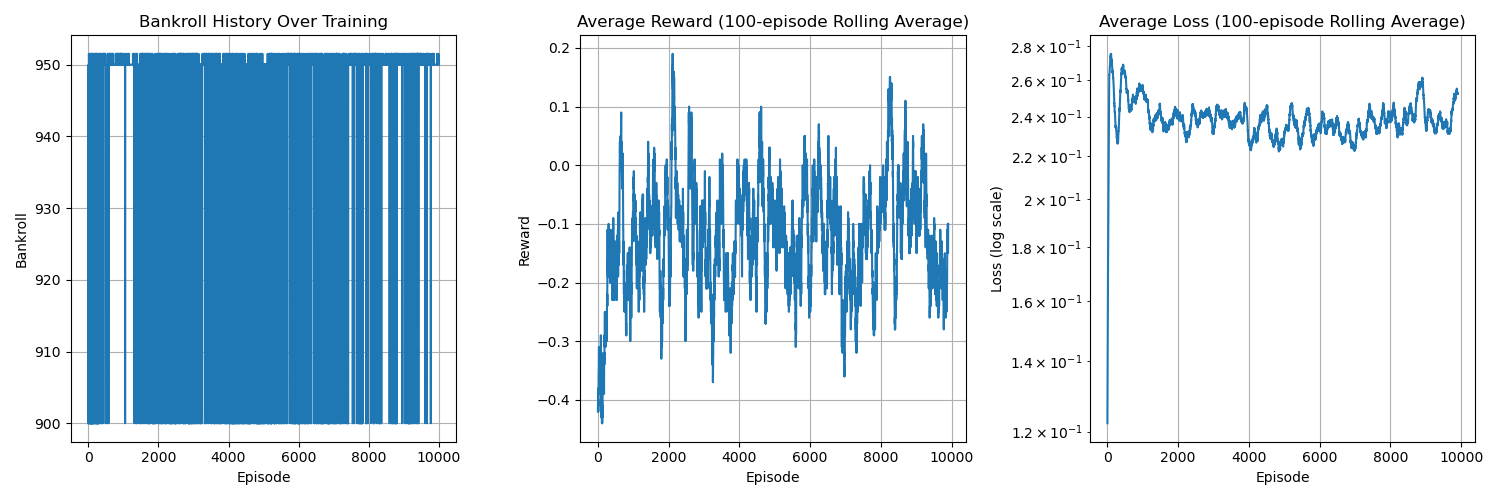 Bankroll History Over Training
950
940
930
920
910
900
Bankroll
0
2000
4000
6000
8000
10000
Episode
Average Reward (100-episode Rolling Average)
0.2
0.1
0.0
−0.1
−0.2
−0.3
−0.4
Reward
0
2000
4000
6000
8000
10000
Episode
Average Loss (100-episode Rolling Average)
2.8 × 10⁻¹
2.6 × 10⁻¹
2.4 × 10⁻¹
2.2 × 10⁻¹
2 × 10⁻¹
1.8 × 10⁻¹
1.6 × 10⁻¹
1.4 × 10⁻¹
1.2 × 10⁻¹
Loss (log scale)
0
2000
4000
6000
8000
10000
Episode